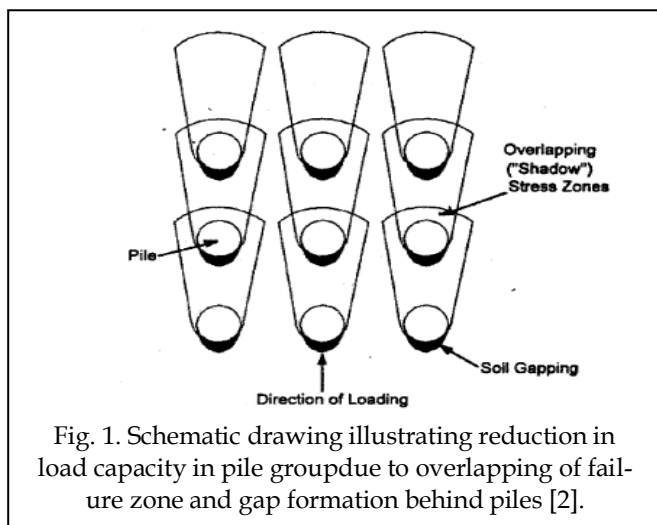 Overlapping
("Shadow")
Stress Zones
Pile
Soil Gapping
Direction of Loading
Fig. 1. Schematic drawing illustrating reduction in
load capacity in pile groupdue to overlapping of fail-
ure zone and gap formation behind piles [2].